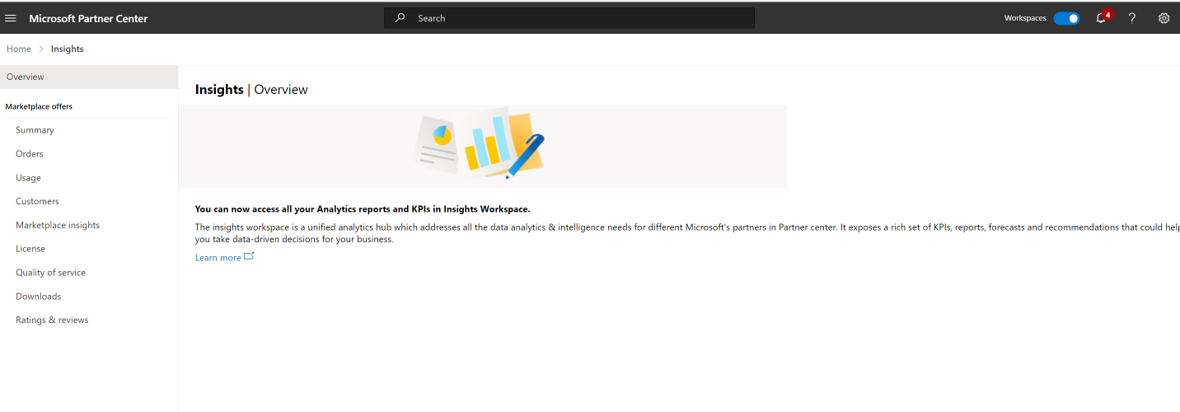 Microsoft Partner Center
Search
Workspaces
4
Home > Insights
Overview
Marketplace offers
Summary
Orders
Usage
Customers
Marketplace insights
License
Quality of service
Downloads
Ratings & reviews
Insights | Overview
You can now access all your Analytics reports and KPIs in Insights Workspace.
The insights workspace is a unified analytics hub which addresses all the data analytics & intelligence needs for different Microsoft's partners in Partner center. It exposes a rich set of KPIs, reports, forecasts and recommendations that could help
you take data-driven decisions for your business.
Learn more